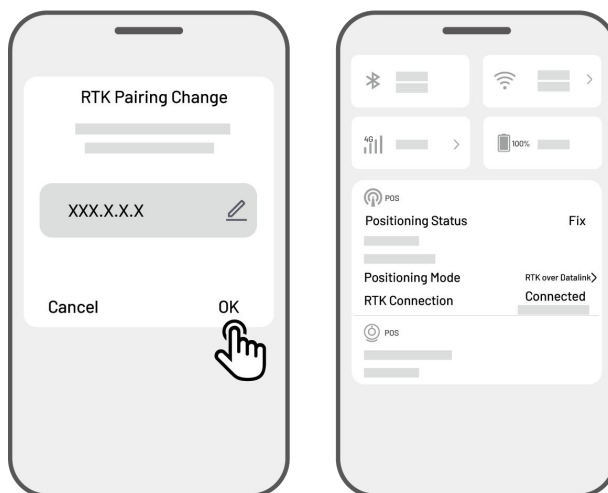 RTK Pairing Change
XXX.X.X.X
Cancel OK
4G
100%
POS
Positioning Status Fix
Positioning Mode RTK over Datalink
RTK Connection Connected
POS